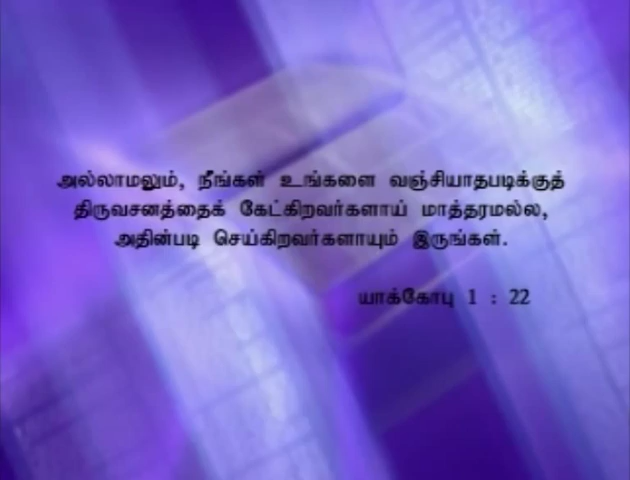 அல்லாமலும், நீங்கள் உங்களை வஞ்சியாதபடிக்குத்
திருவசனத்தைக் கேட்கிறவர்களாய் மாத்தரமல்ல,
அதின்படி செய்கிறவர்களாயும் இருங்கள்.
யாக்கோபு 1 : 22